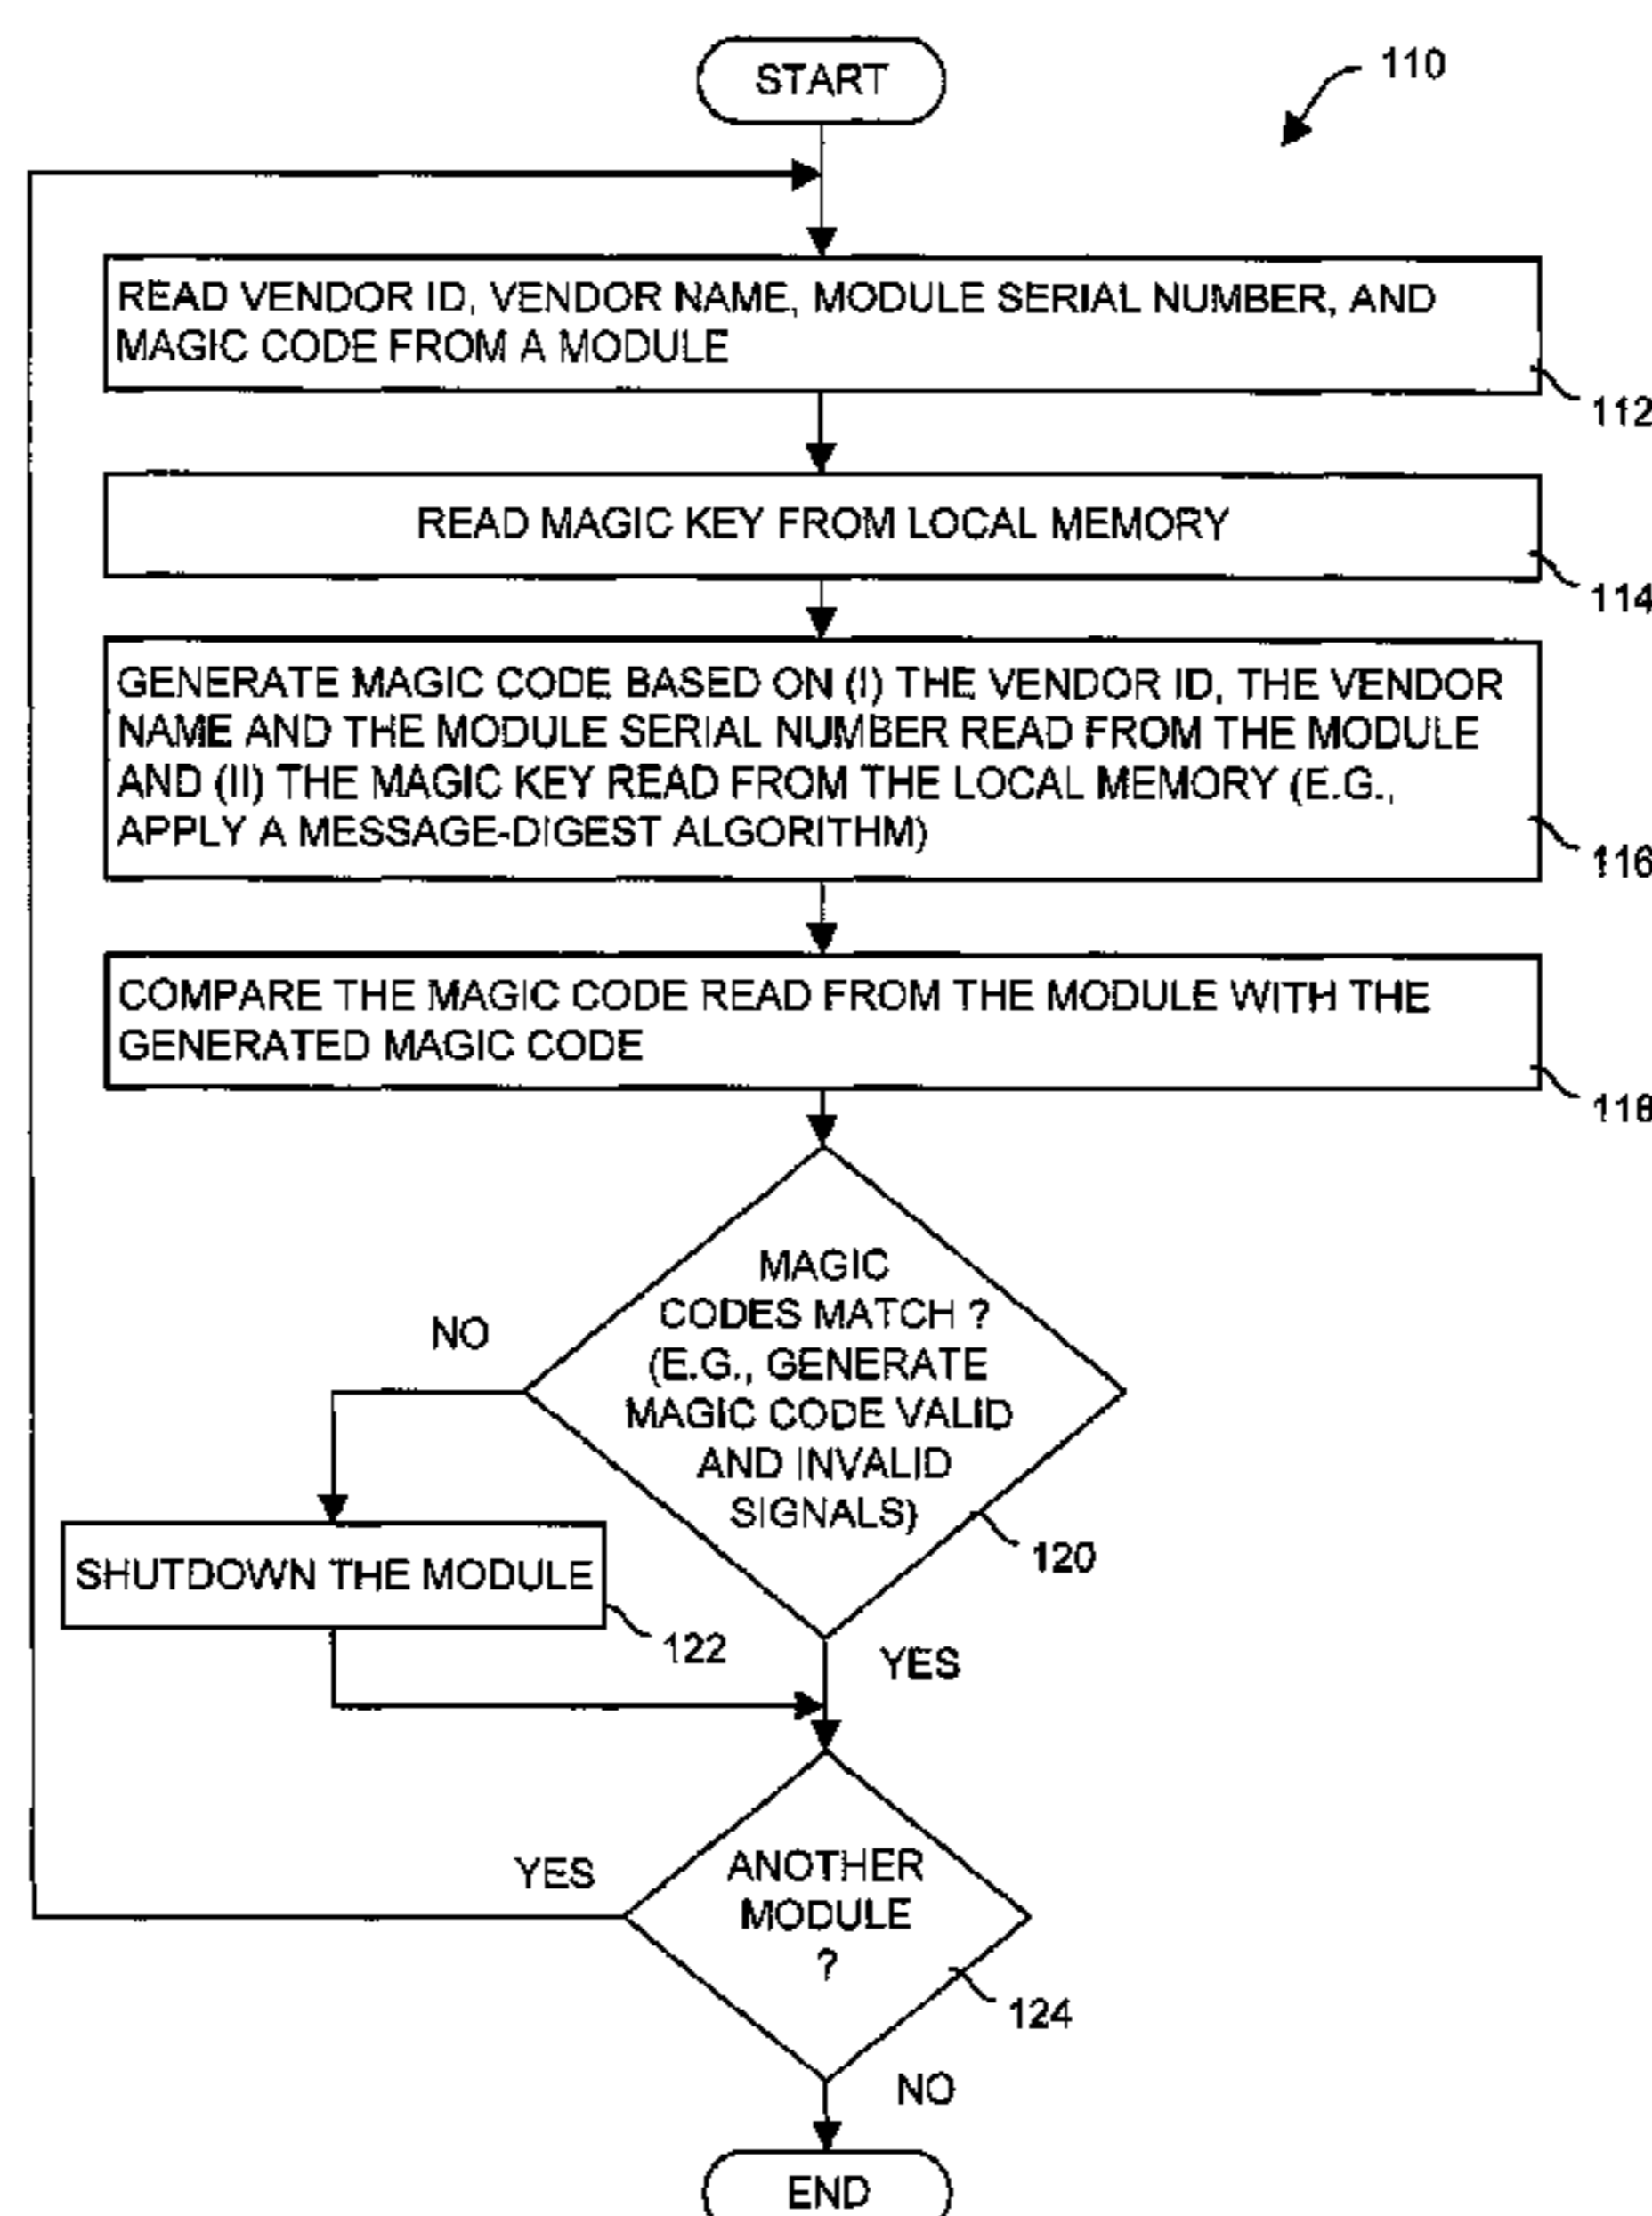 START
110
READ VENDOR ID, VENDOR NAME, MODULE SERIAL NUMBER, AND
MAGIC CODE FROM A MODULE
112
READ MAGIC KEY FROM LOCAL MEMORY
114
GENERATE MAGIC CODE BASED ON (I) THE VENDOR ID, THE VENDOR
NAME AND THE MODULE SERIAL NUMBER READ FROM THE MODULE
AND (II) THE MAGIC KEY READ FROM THE LOCAL MEMORY (E.G.,
APPLY A MESSAGE-DIGEST ALGORITHM)
116
COMPARE THE MAGIC CODE READ FROM THE MODULE WITH THE
GENERATED MAGIC CODE
118
MAGIC
CODES MATCH ?
(E.G., GENERATE
MAGIC CODE VALID
AND INVALID
SIGNALS)
NO
120
SHUTDOWN THE MODULE
122
YES
ANOTHER
MODULE
?
YES
124
NO
END